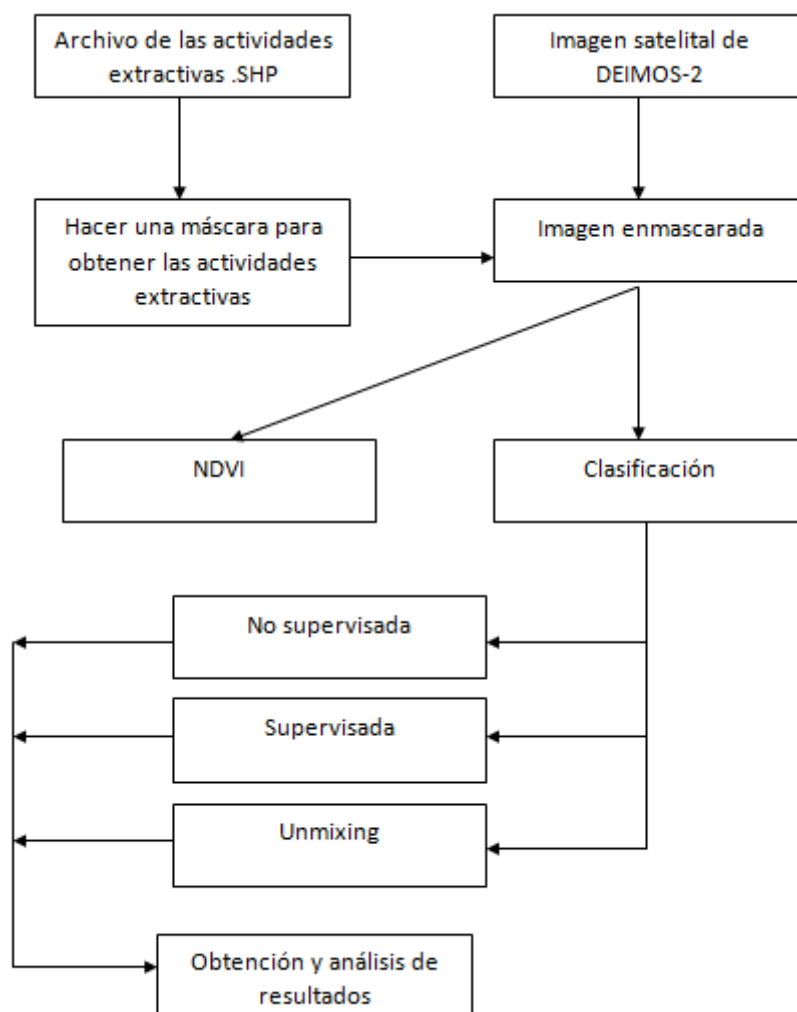 Archivo de las actividades
extractivas .SHP
Imagen satelital de
DEIMOS-2
Hacer una máscara para
obtener las actividades
extractivas
Imagen enmascarada
NDVI
Clasificación
No supervisada
Supervisada
Unmixing
Obtención y análisis de
resultados